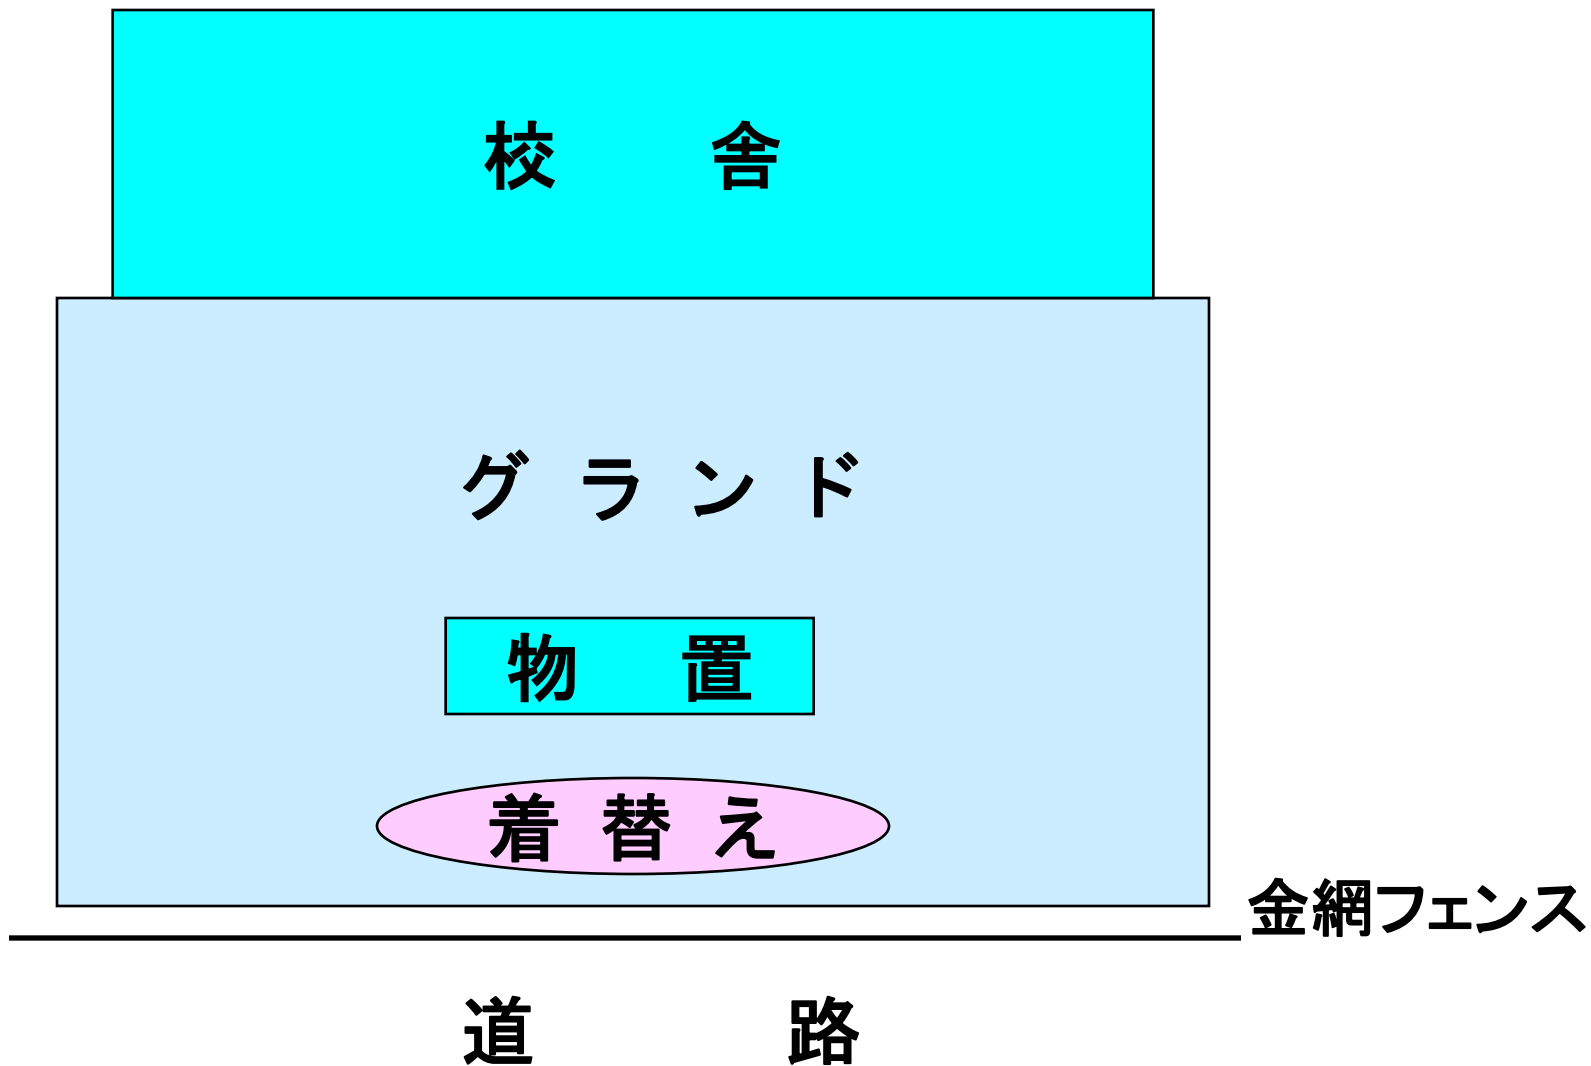 校舎
グランド
物置
着替え
金網フェンス
道路